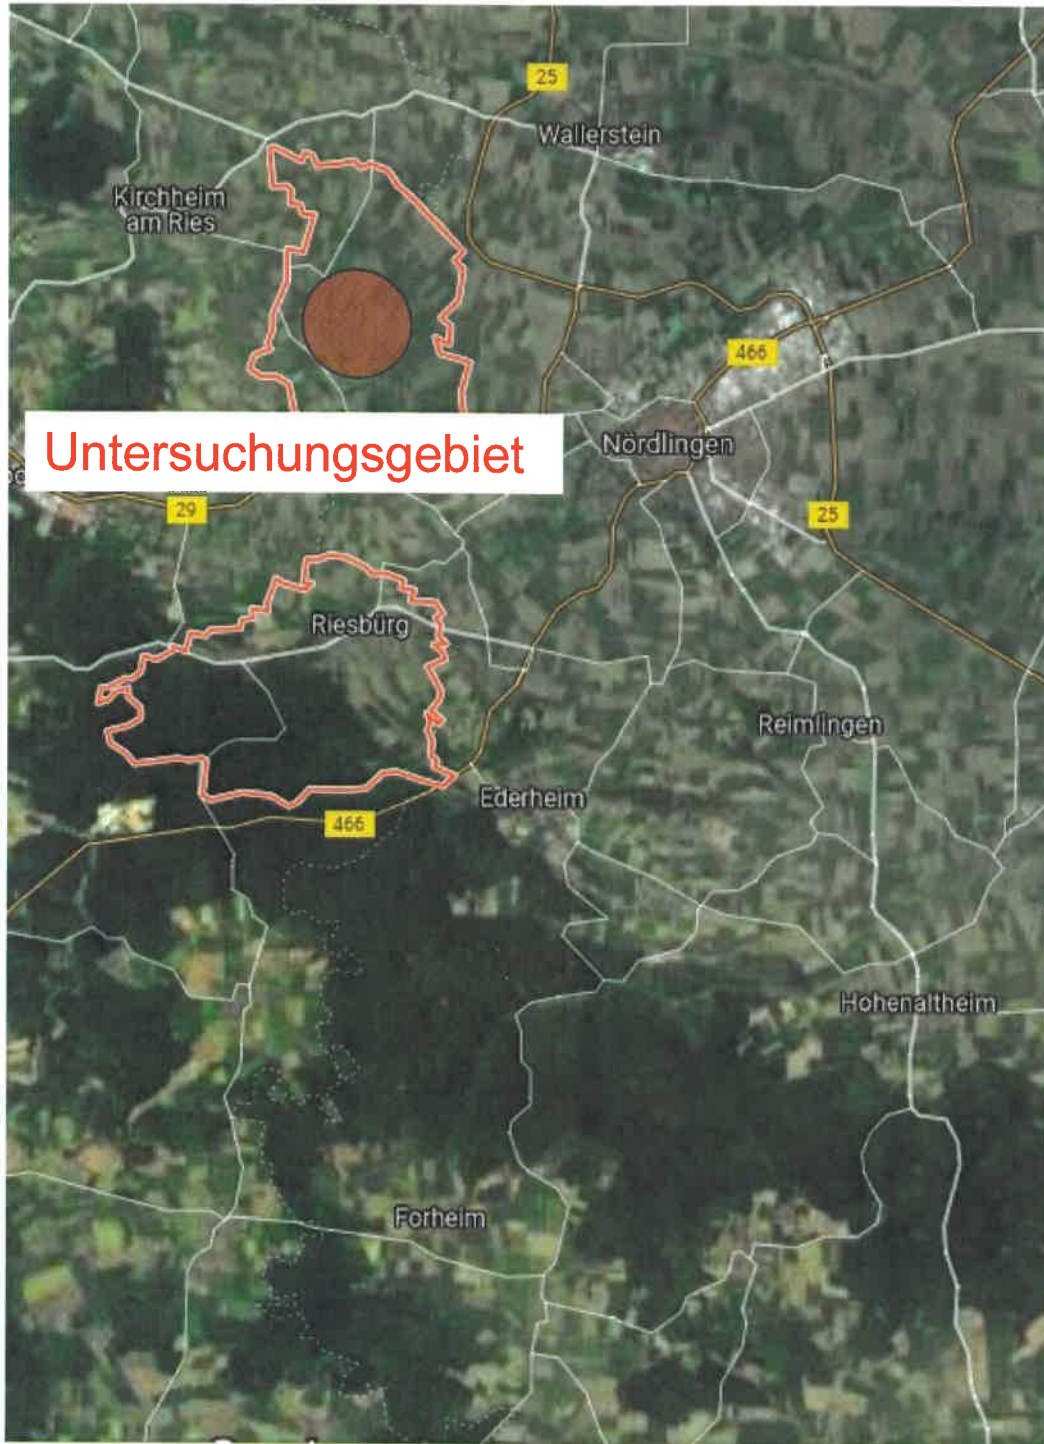 25
Wallerstein
Kirchheim
am Ries
466
Untersuchungsgebiet
Nördlingen
29
25
Riesbürg
Reimlingen
Ederheim
466
Hohenaltheim
Forheim